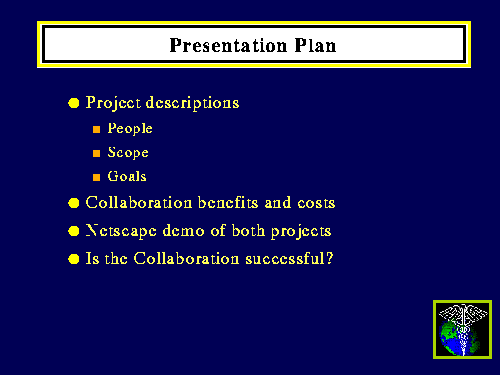 Presentation Plan
Project descriptions
People
Scope
Goals
Collaboration benefits and costs
Netscape demo of both projects
Is the Collaboration successful?